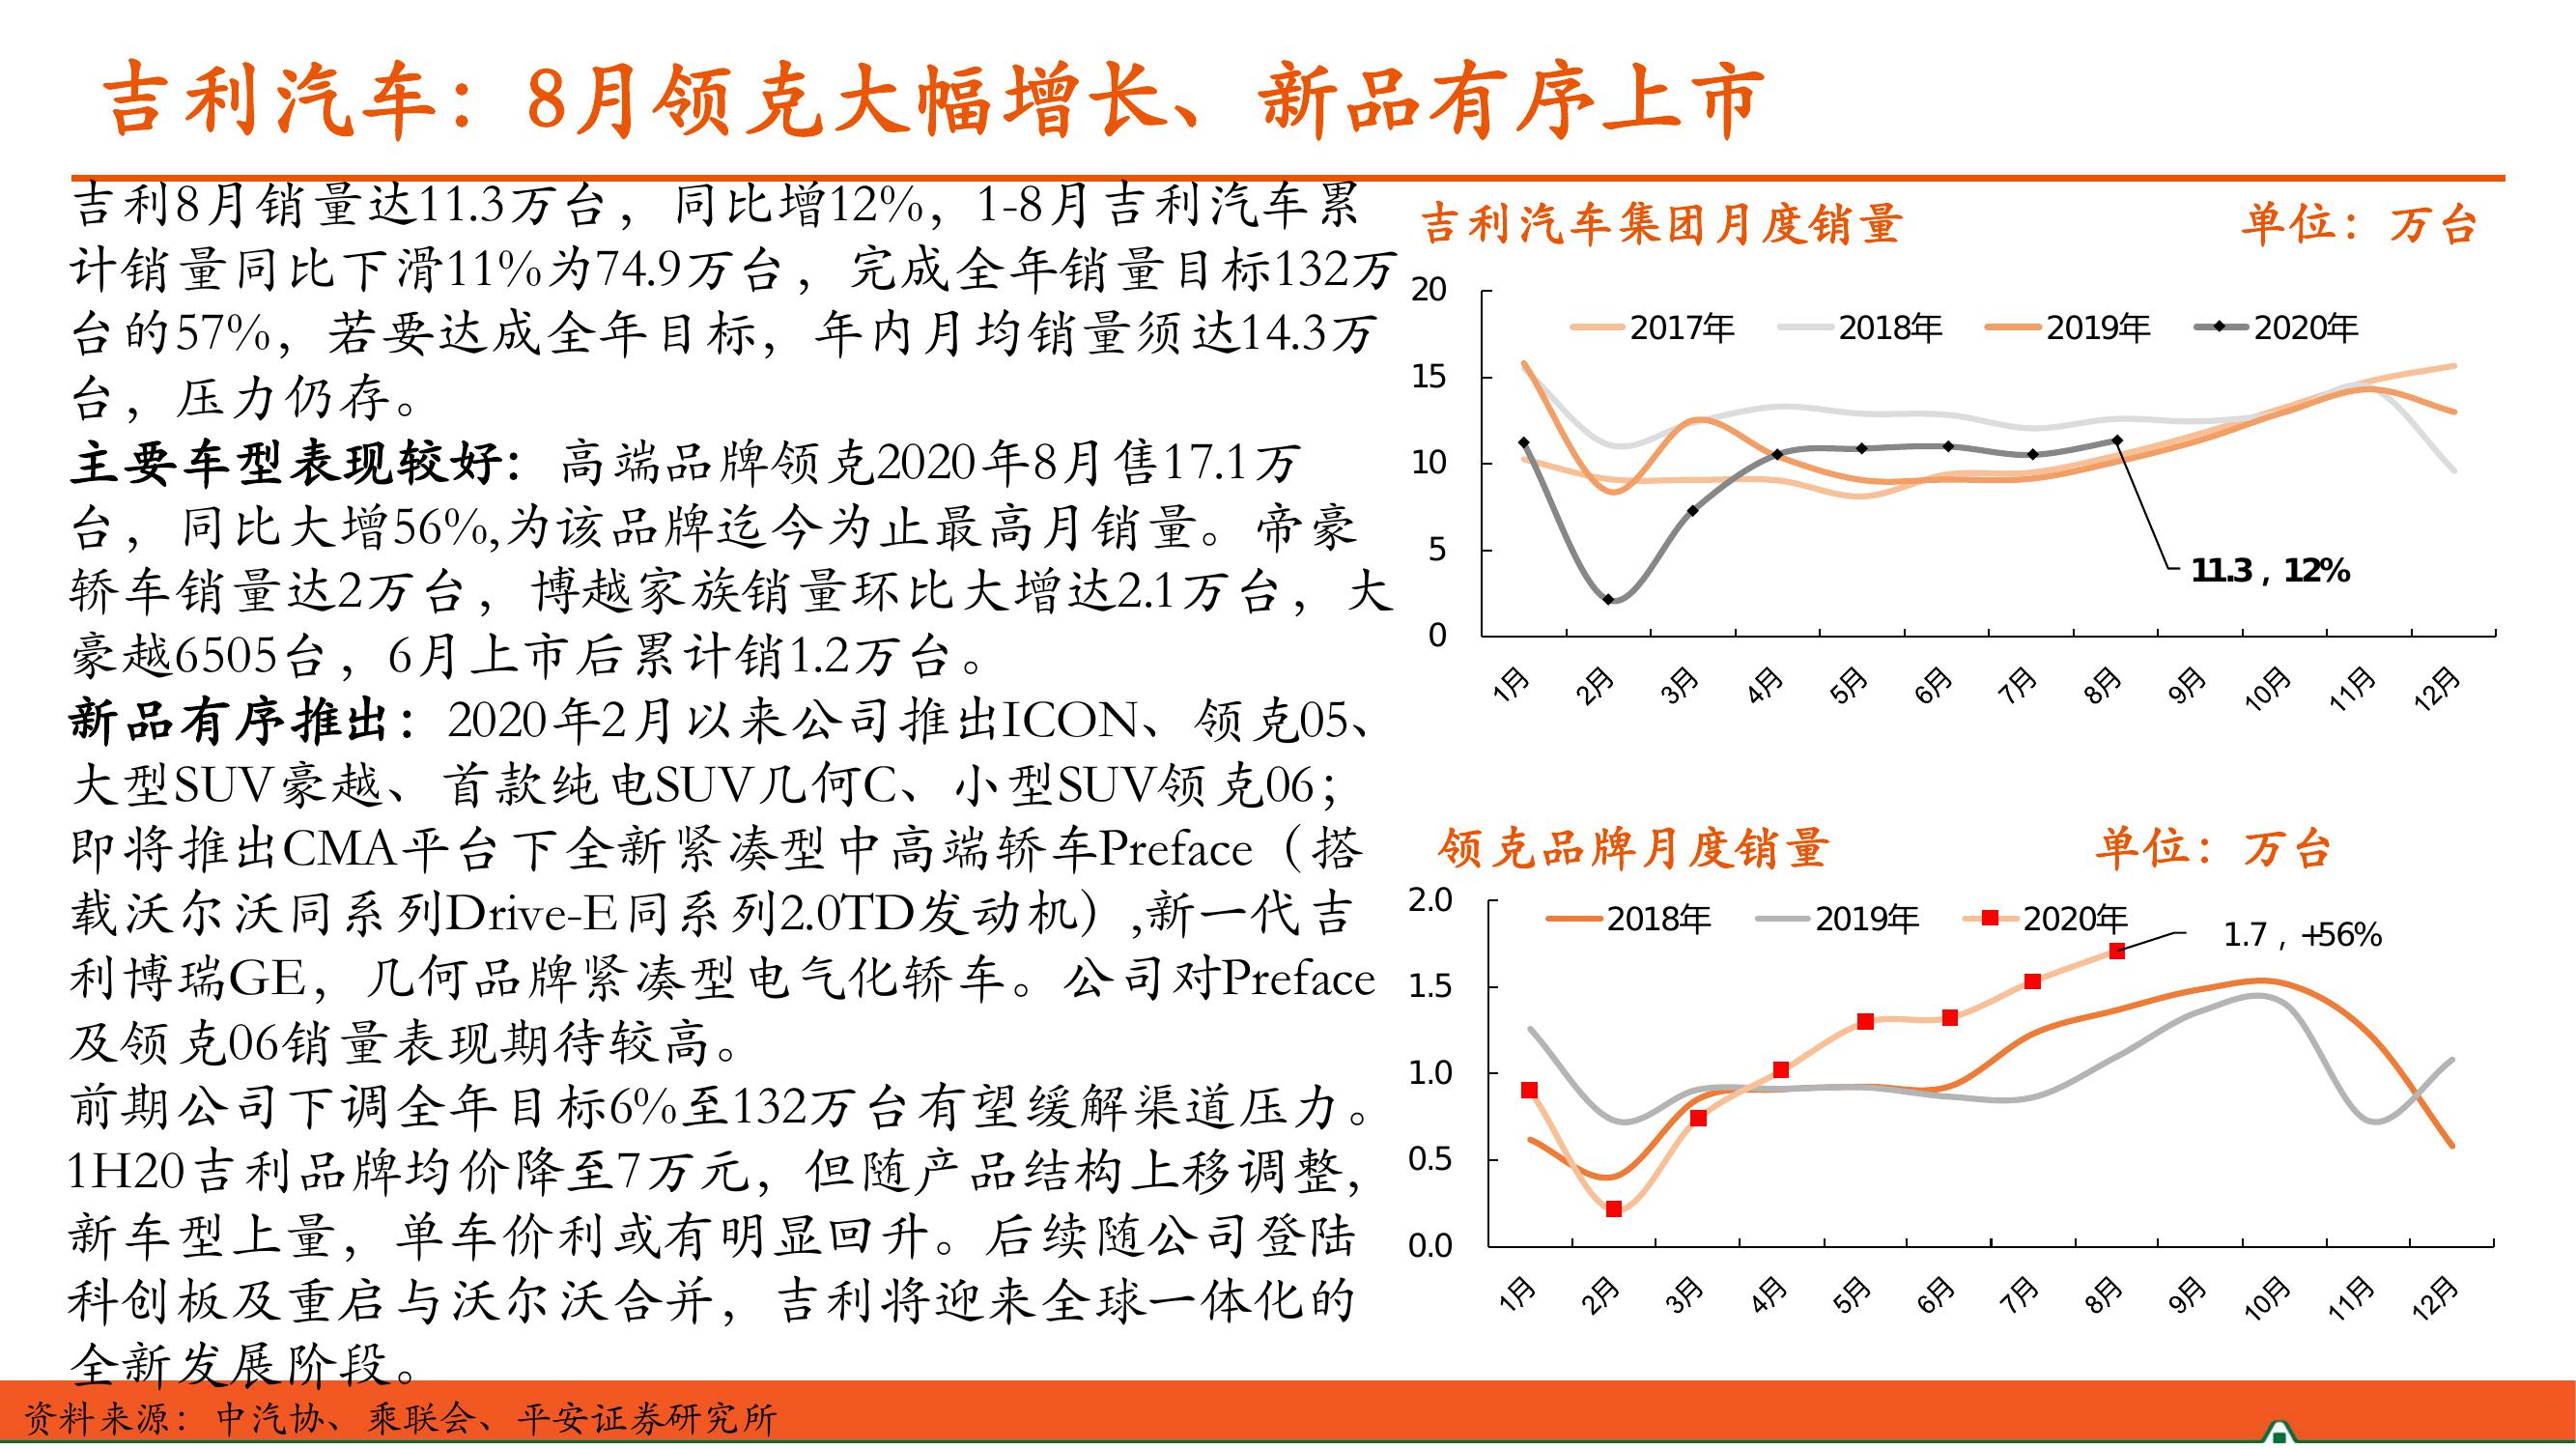 吉利汽车：8月领克大幅增长、新品有序上市
吉利8月销量达11.3万台，同比增12%，1-8月吉利汽车累
计销量同比下滑11%为74.9万台，完成全年销量目标132万
台的57%，若要达成全年目标，年内月均销量须达14.3万
台，压力仍存。
主要车型表现较好：高端品牌领克2020年8月售17.1万
台，同比大增56%,为该品牌迄今为止最高月销量。帝豪
轿车销量达2万台，博越家族销量环比大增达2.1万台，大
豪越6505台，6月上市后累计销1.2万台。
新品有序推出：2020年2月以来公司推出ICON、领克05、
大型SUV豪越、首款纯电SUV几何C、小型SUV领克06；
即将推出CMA平台下全新紧凑型中高端轿车Preface（搭
载沃尔沃同系列Drive-E同系列2.0TD发动机）,新一代吉
利博瑞GE，几何品牌紧凑型电气化轿车。公司对Preface
及领克06销量表现期待较高。
前期公司下调全年目标6%至132万台有望缓解渠道压力。
1H20吉利品牌均价降至7万元，但随产品结构上移调整，
新车型上量，单车价利或有明显回升。后续随公司登陆
科创板及重启与沃尔沃合并，吉利将迎来全球一体化的
全新发展阶段。
吉利汽车集团月度销量 单位：万台
20
2017年 2018年 2019年 2020年
15
10
5
11.3，12%
0
1月 2月 3月 4月 5月 6月 7月 8月 9月 10月 11月 12月
领克品牌月度销量 单位：万台
2.0
2018年 2019年 2020年
1.7，+56%
1.5
1.0
0.5
0.0
1月 2月 3月 4月 5月 6月 7月 8月 9月 10月 11月 12月
资料来源：中汽协、乘联会、平安证券研究所